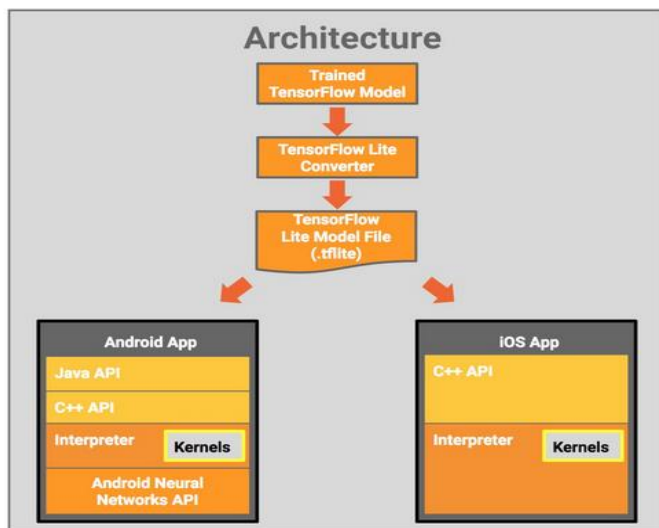 Architecture
Trained
TensorFlow Model
TensorFlow Lite
Converter
TensorFlow
Lite Model File
(.tflite)
Android App
Java API
C++ API
Interpreter
Kernels
Android Neural
Networks API
iOS App
C++ API
Interpreter
Kernels